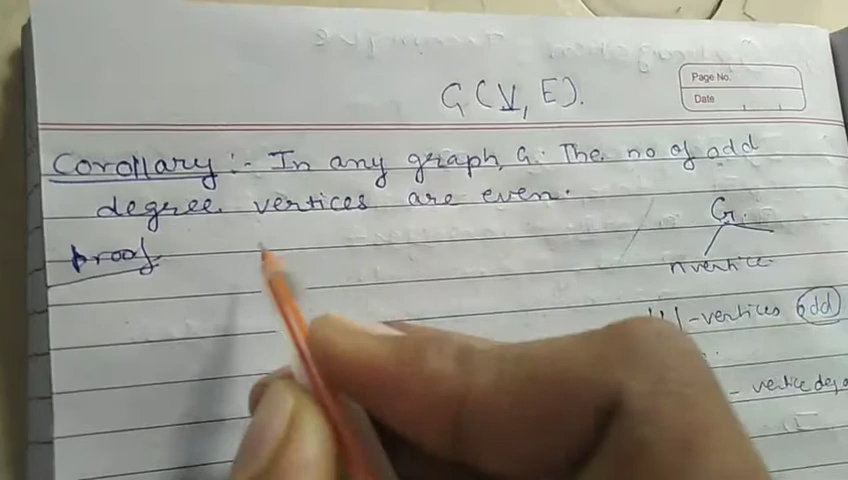 Page No.
Date
G(V, E).
Corollary :- In any graph, G. The no of odd
degree vertices are even.
G.
proof
n vertice
-vertices odd
- vertice deg